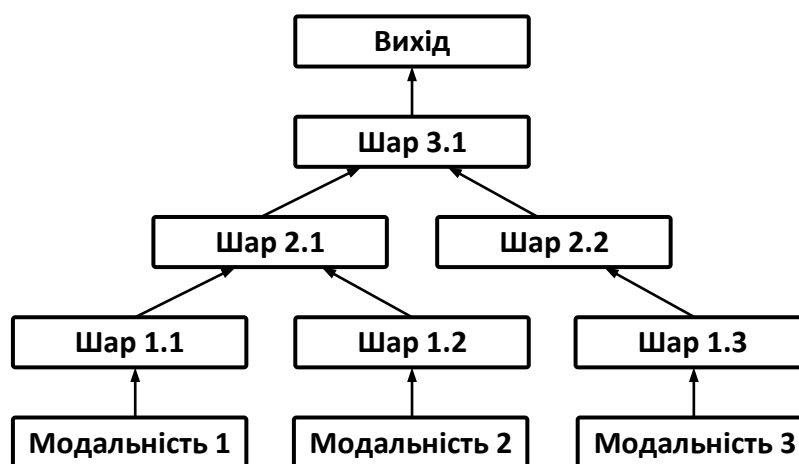 Вихід
Шар 3.1
Шар 2.1
Шар 2.2
Шар 1.1
Шар 1.2
Шар 1.3
Модальність 1
Модальність 2
Модальність 3